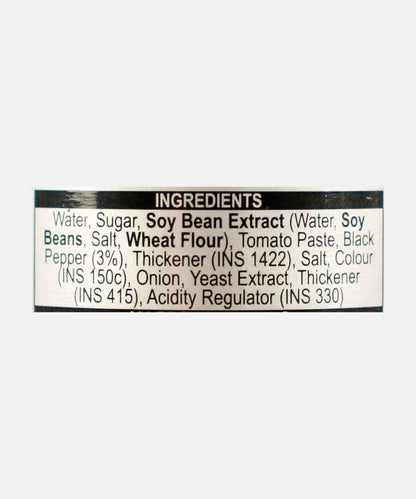 INGREDIENTS
Water, Sugar, Soy Bean Extract (Water, Soy
Beans, Salt, Wheat Flour), Tomato Paste, Black
Pepper (3%), Thickener (INS 1422), Salt, Colour
(INS 150c), Onion, Yeast Extract, Thickener
(INS 415), Acidity Regulator (INS 330)